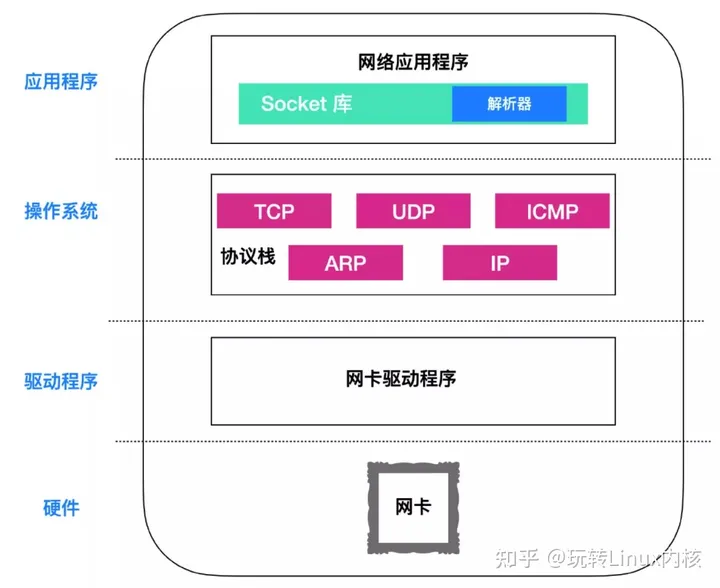 应用程序
网络应用程序
Socket 库
解析器
操作系统
TCP
UDP
ICMP
协议栈
ARP
IP
驱动程序
网卡驱动程序
硬件
网卡
知乎 @玩转Linux内核